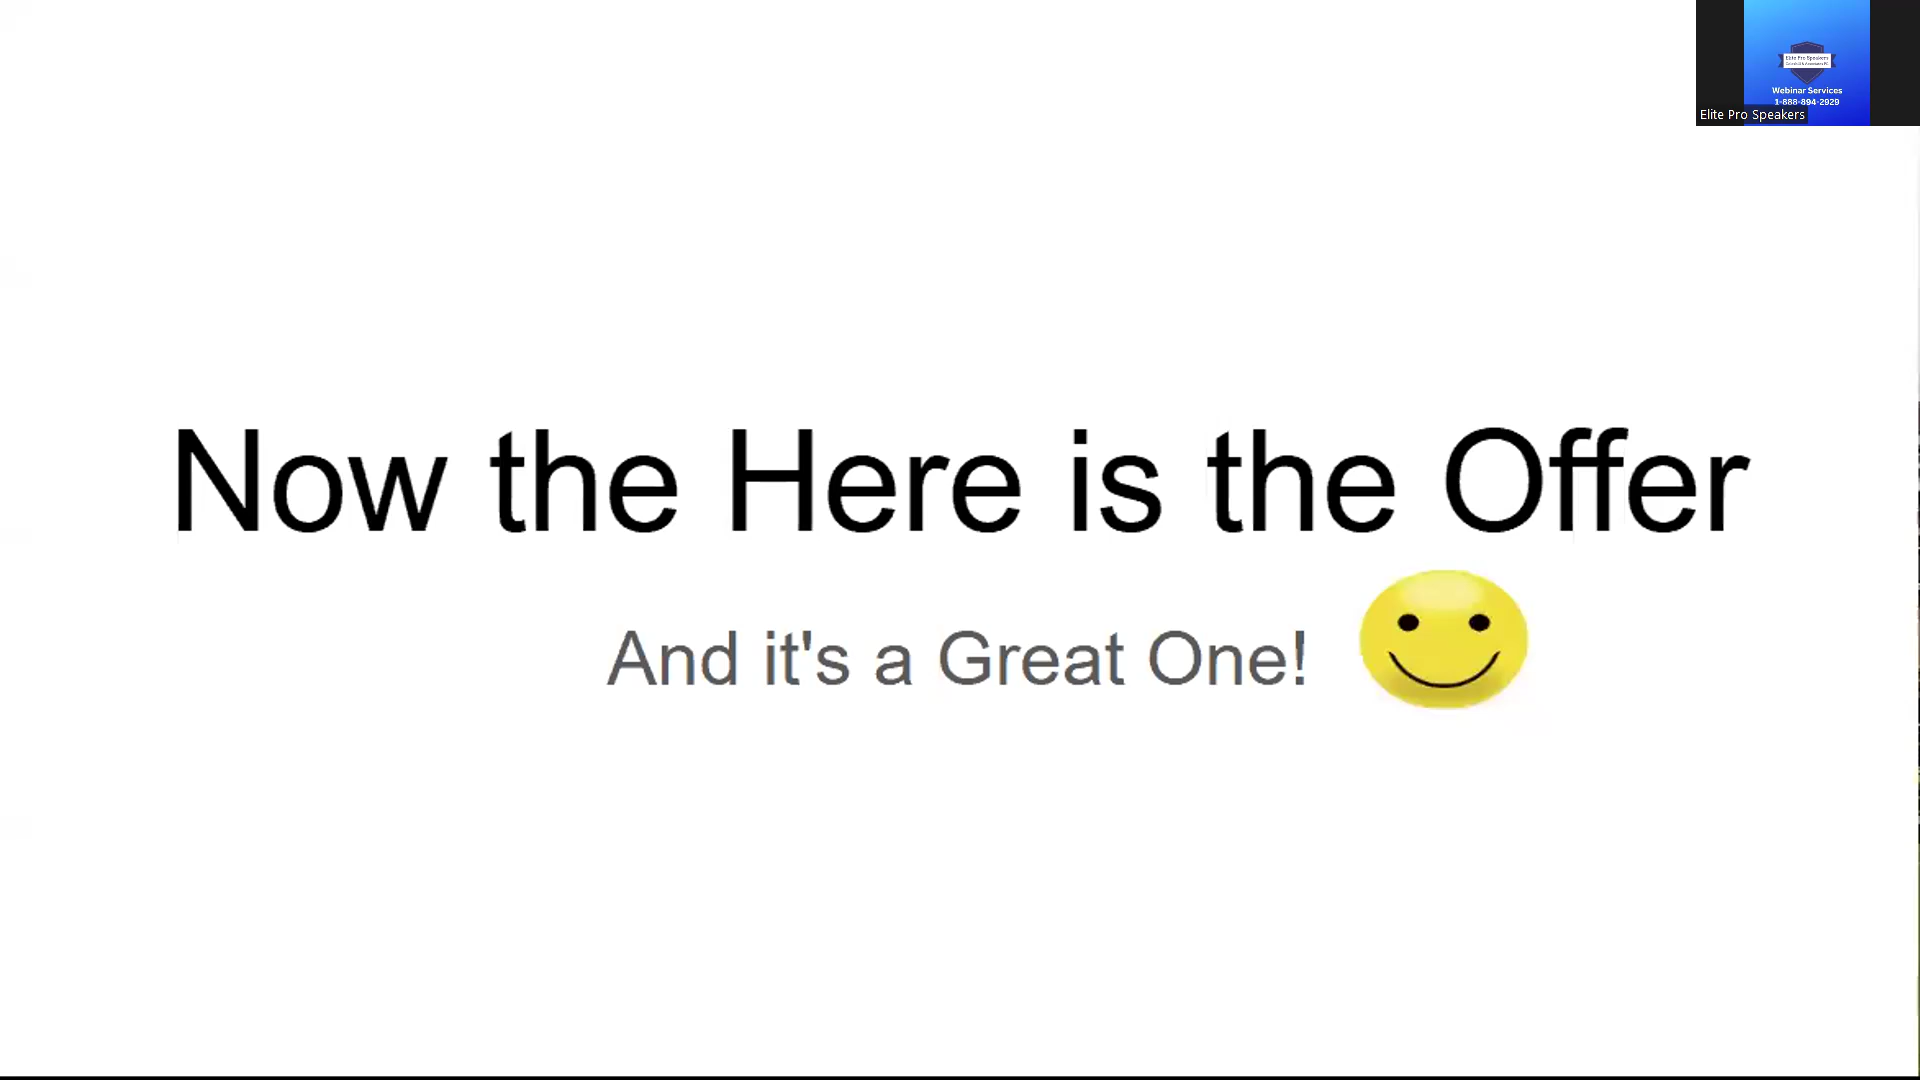 Elite Pro Speakers
Webinar Services
1-888-894-2929
Elite Pro Speakers
Now the Here is the Offer
And it's a Great One!